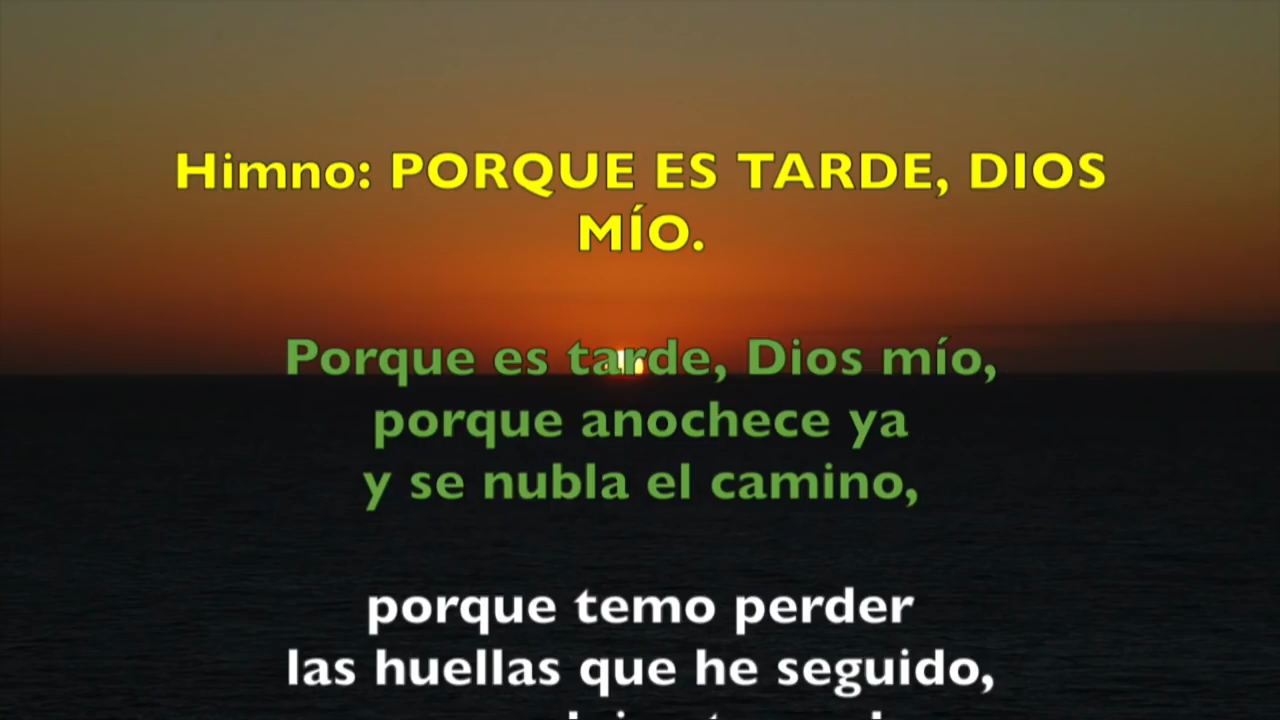 Himno: PORQUE ES TARDE, DIOS
MÍO.
Porque es tarde, Dios mío,
porque anochece ya
y se nubla el camino,
porque temo perder
las huellas que he seguido,